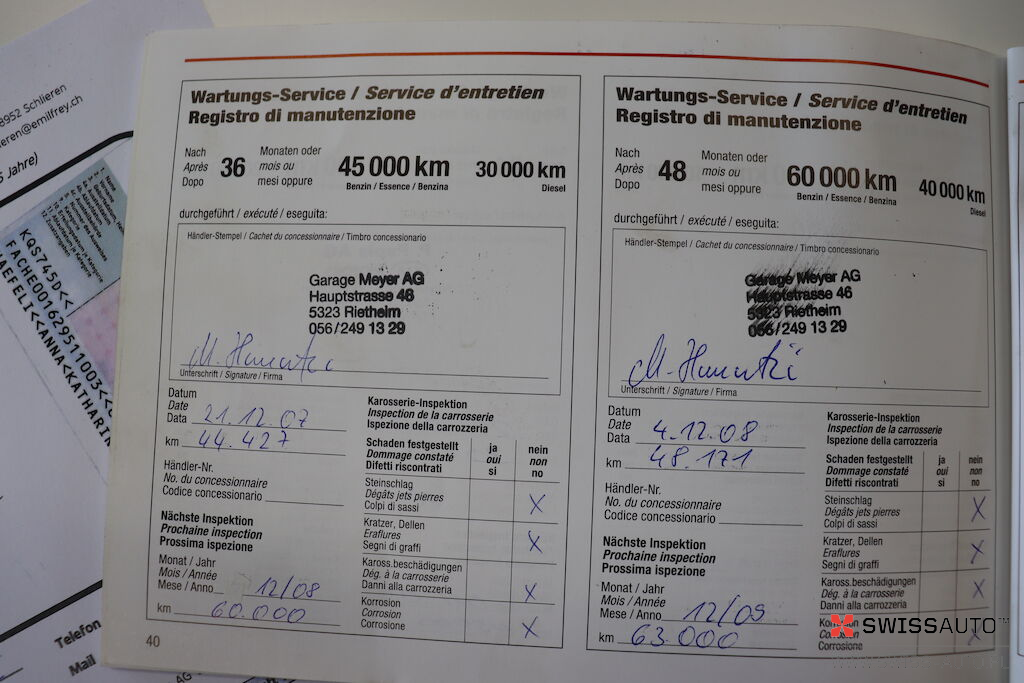 8952 Schlieren
eren@emilfrey.ch
5 Jahre)
KQS745D<<
FACHE001629511003<<
HAEFELI<<ANNA<KATHARIN
Telefon
Mail
AG
Wartungs-Service / Service d'entretien
Registro di manutenzione
Nach
Après
Dopo
36
Monaten oder
mois ou
mesi oppure
45 000 km
Benzin / Essence / Benzina
30 000 km
Diesel
durchgeführt / exécuté / eseguita:
Händler-Stempel / Cachet du concessionnaire / Timbro concessionario
Garage Meyer AG
Hauptstrasse 46
5323 Rietheim
056/249 13 29
Unterschrift / Signature / Firma
Datum
Date
Data 21.12.07
km 44.427
Händler-Nr.
No. du concessionnaire
Codice concessionario
Nächste Inspektion
Prochaine inspection
Prossima ispezione
Monat / Jahr
Mois / Année
Mese / Anno 12/08
km 60.000
Karosserie-Inspektion
Inspection de la carrosserie
Ispezione della carrozzeria
Schaden festgestellt ja nein
Dommage constaté oui non
Difetti riscontrati si no
Steinschlag
Dégâts jets pierres X
Colpi di sassi
Kratzer, Dellen
Eraflures X
Segni di graffi
Kaross.beschädigungen
Dég. à la carrosserie
Danni alla carrozzeria X
Korrosion
Corrosion
Corrosione X
40
Wartungs-Service / Service d'entretien
Registro di manutenzione
Nach
Après
Dopo
48
Monaten oder
mois ou
mesi oppure
60 000 km
Benzin / Essence / Benzina
40 000 km
Diesel
durchgeführt / exécuté / eseguita:
Händler-Stempel / Cachet du concessionnaire / Timbro concessionario
Garage Meyer AG
Hauptstrasse 46
5323 Rietheim
056/249 13 29
Unterschrift / Signature / Firma
Datum
Date
Data 4.12.08
km 48.171
Händler-Nr.
No. du concessionnaire
Codice concessionario
Nächste Inspektion
Prochaine inspection
Prossima ispezione
Monat / Jahr
Mois / Année
Mese / Anno 12/09
km 63.000
Karosserie-Inspektion
Inspection de la carrosserie
Ispezione della carrozzeria
Schaden festgestellt ja nein
Dommage constaté oui non
Difetti riscontrati si no
Steinschlag
Dégâts jets pierres X
Colpi di sassi
Kratzer, Dellen
Eraflures X
Segni di graffi
Kaross.beschädigungen
Dég. à la carrosserie X
Danni alla carrozzeria
Corrosione X
SWISSAUTO